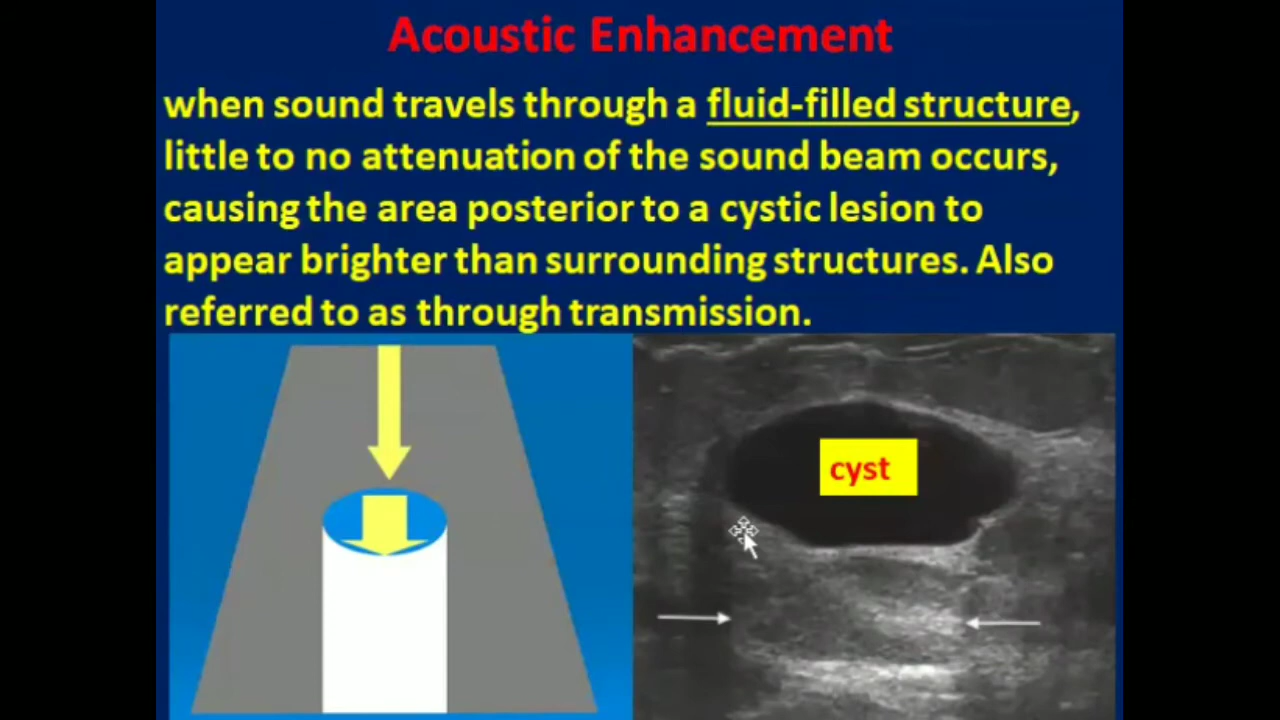 Acoustic Enhancement
when sound travels through a fluid-filled structure,
little to no attenuation of the sound beam occurs,
causing the area posterior to a cystic lesion to
appear brighter than surrounding structures. Also
referred to as through transmission.
cyst